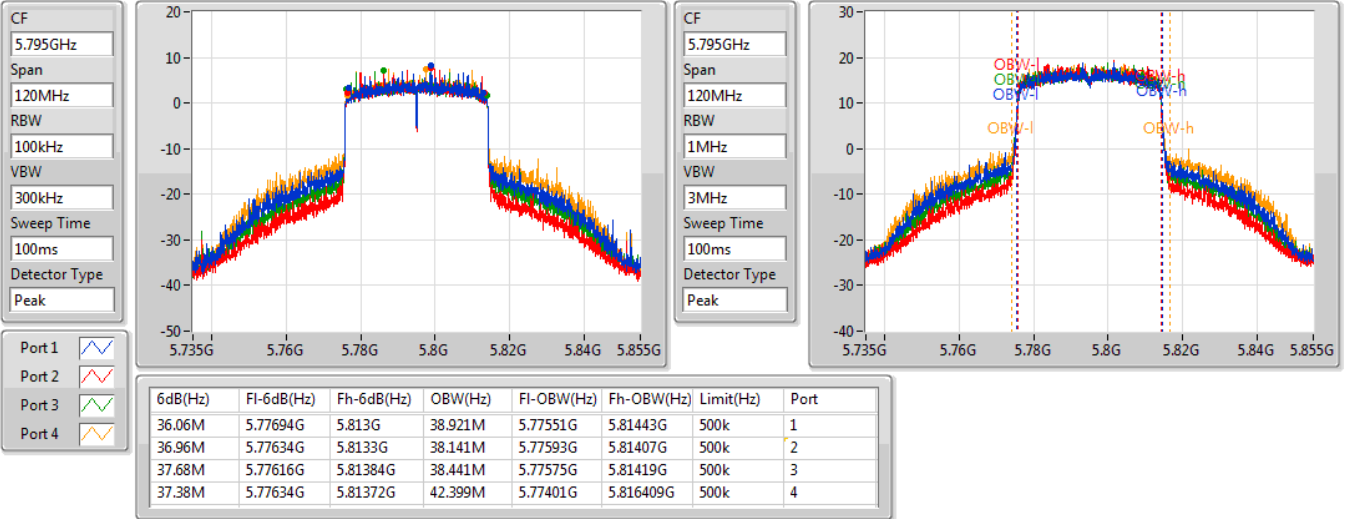 CF
5.795GHz
Span
120MHz
RBW
100kHz
VBW
300kHz
Sweep Time
100ms
Detector Type
Peak
20
10
0
-10
-20
-30
-40
-50
5.735G 5.76G 5.78G 5.8G 5.82G 5.84G 5.855G
CF
5.795GHz
Span
120MHz
RBW
1MHz
VBW
3MHz
Sweep Time
100ms
Detector Type
Peak
30
20
10
0
-10
-20
-30
-40
OBW-l
OBW-l
OBW-h
OBW-l OBW-h
5.735G 5.76G 5.78G 5.8G 5.82G 5.84G 5.855G
Port 1
Port 2
Port 3
Port 4
6dB(Hz) Fl-6dB(Hz) Fh-6dB(Hz) OBW(Hz) Fl-OBW(Hz) Fh-OBW(Hz) Limit(Hz) Port
36.06M 5.77694G 5.813G 38.921M 5.77551G 5.81443G 500k 1
36.96M 5.77634G 5.8133G 38.141M 5.77593G 5.81407G 500k 2
37.68M 5.77616G 5.81384G 38.441M 5.77575G 5.81419G 500k 3
37.38M 5.77634G 5.81372G 42.399M 5.77401G 5.816409G 500k 4